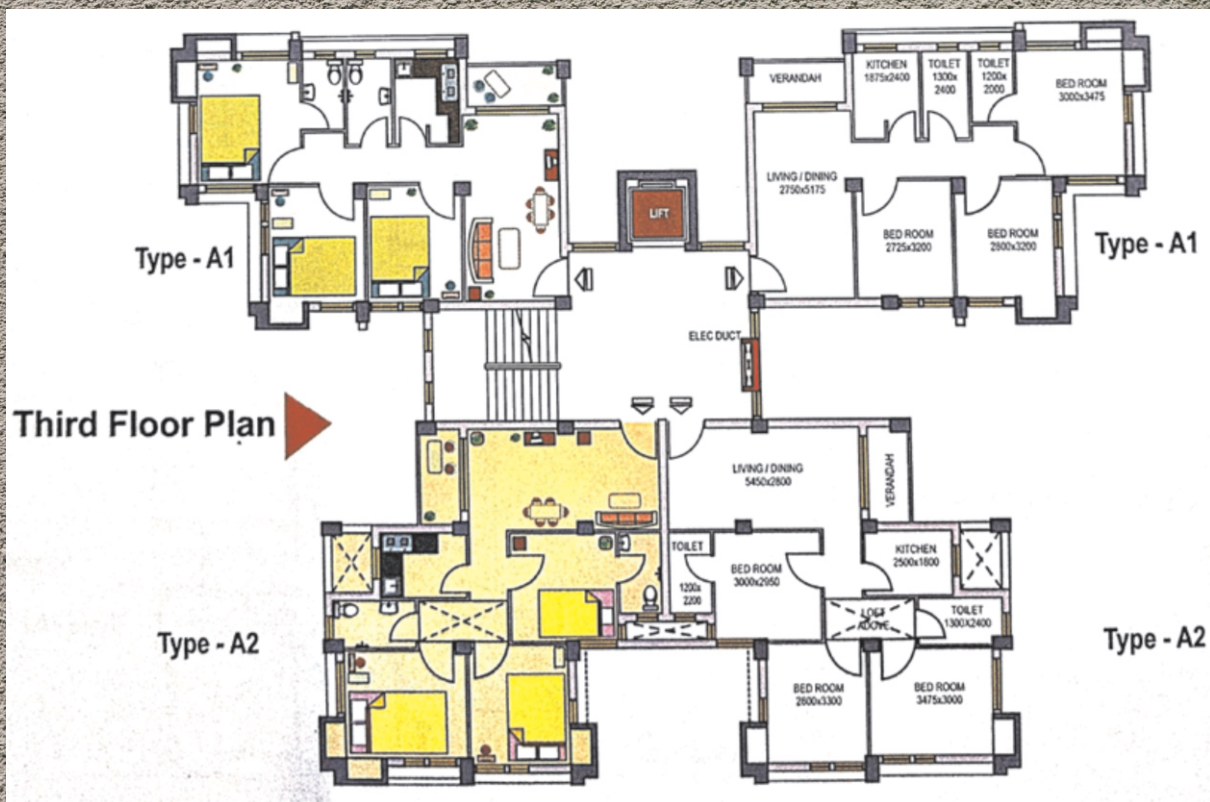 VERANDAH
KITCHEN
1875x2400
TOILET
1300x
2400
TOILET
1200x
2000
BED ROOM
3000x3475
LIVING / DINING
2750x5175
LIFT
BED ROOM
2725x3200
BED ROOM
2800x3200
Type - A1
Type - A1
ELEC DUCT
Third Floor Plan
LIVING / DINING
5450x2800
VERANDAH
TOILET
1200x
2200
BED ROOM
3000x2950
KITCHEN
2500x1800
LOFT
ABOVE
TOILET
1300X2400
Type - A2
Type - A2
BED ROOM
2800x3300
BED ROOM
3475x3000